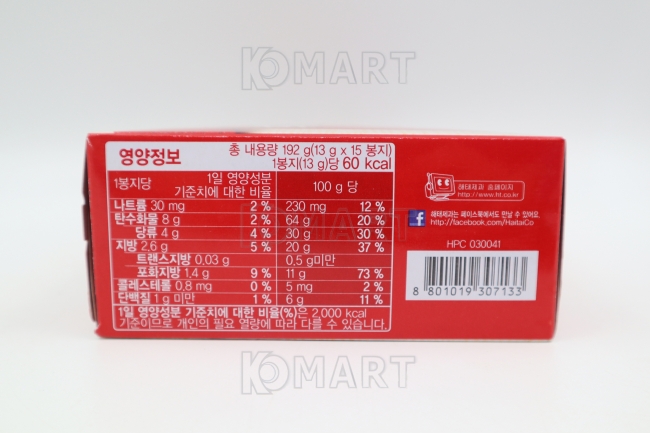 KOMART
영양정보
총 내용량 192 g(13 g x 15 봉지)
1봉지(13 g)당 60 kcal
1봉지당 1일 영양성분 기준치에 대한 비율 100 g 당
나트륨 30 mg 2 % 230 mg 12 %
탄수화물 8 g 2 % 64 g 20 %
당류 4 g 4 % 30 g 30 %
지방 2.6 g 5 % 20 g 37 %
트랜스지방 0.03 g 0.5 g미만
포화지방 1.4 g 9 % 11 g 73 %
콜레스테롤 0.8 mg 0 % 5 mg 2 %
단백질 1 g 미만 1 % 6 g 11 %
1일 영양성분 기준치에 대한 비율(%)은 2,000 kcal
기준이므로 개인의 필요 열량에 따라 다를 수 있습니다.
해태제과 홈페이지
http://www.ht.co.kr
해태제과는 페이스북에서도 만날 수 있어요.
http://facebook.com/HaitaiCo
HPC 030041
8 801019 307133
KOMART
KOMART